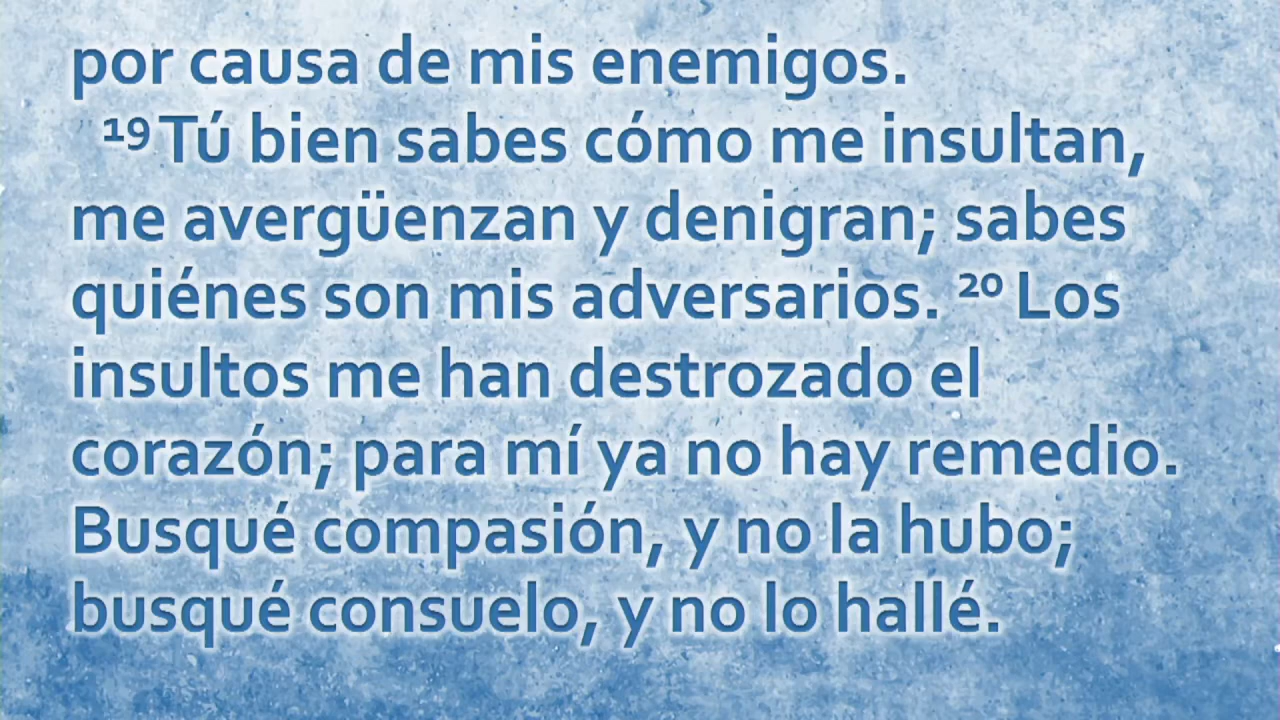 por causa de mis enemigos.
¹⁹ Tú bien sabes cómo me insultan,
me avergüenzan y denigran; sabes
quiénes son mis adversarios. ²⁰ Los
insultos me han destrozado el
corazón; para mí ya no hay remedio.
Busqué compasión, y no la hubo;
busqué consuelo, y no lo hallé.